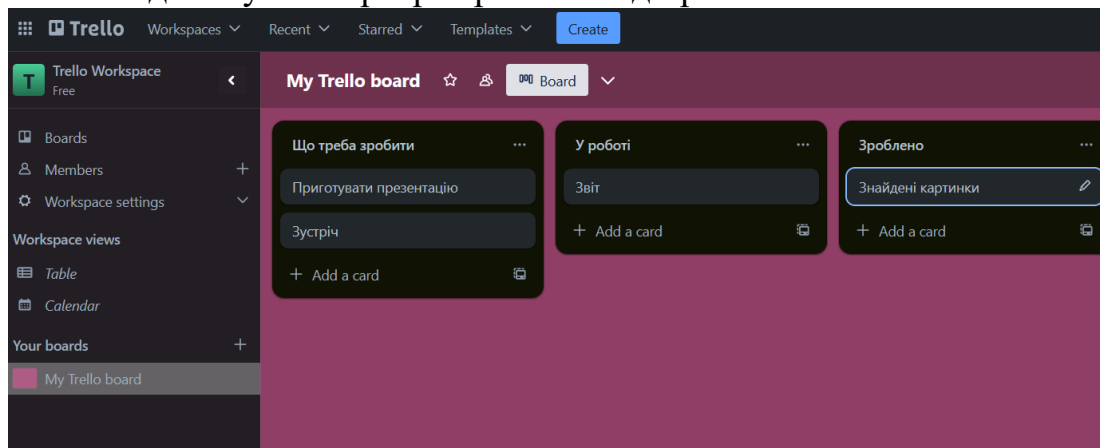 Trello Workspaces Recent Starred Templates Create
Trello Workspace
Free
My Trello board Board
Boards
Members
Workspace settings
Workspace views
Table
Calendar
Your boards
My Trello board
Що треба зробити
Приготувати презентацію
Зустріч
Add a card
У роботі
Звіт
Add a card
Зроблено
Знайдені картинки
Add a card